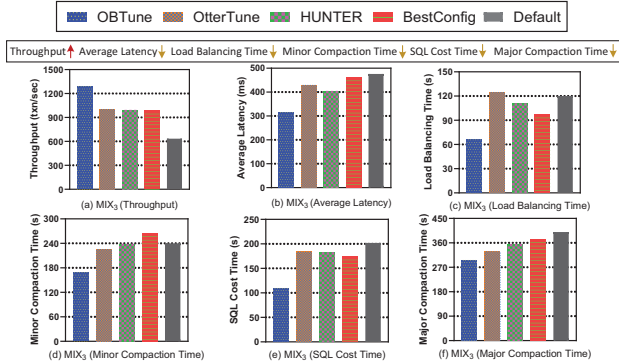 OBTune OtterTune HUNTER BestConfig Default
Throughput Average Latency Load Balancing Time Minor Compaction Time SQL Cost Time Major Compaction Time
Throughput (txn/sec)
1500
1200
900
600
300
0
(a) MIX₃ (Throughput)
Average Latency (ms)
500
400
300
200
100
0
(b) MIX₃ (Average Latency)
Load Balancing Time (s)
150
120
90
60
30
0
(c) MIX₃ (Load Balancing Time)
Minor Compaction Time (s)
300
240
180
120
60
0
(d) MIX₃ (Minor Compaction Time)
SQL Cost Time (s)
250
200
150
100
50
0
(e) MIX₃ (SQL Cost Time)
Major Compaction Time (s)
450
360
270
180
90
0
(f) MIX₃ (Major Compaction Time)